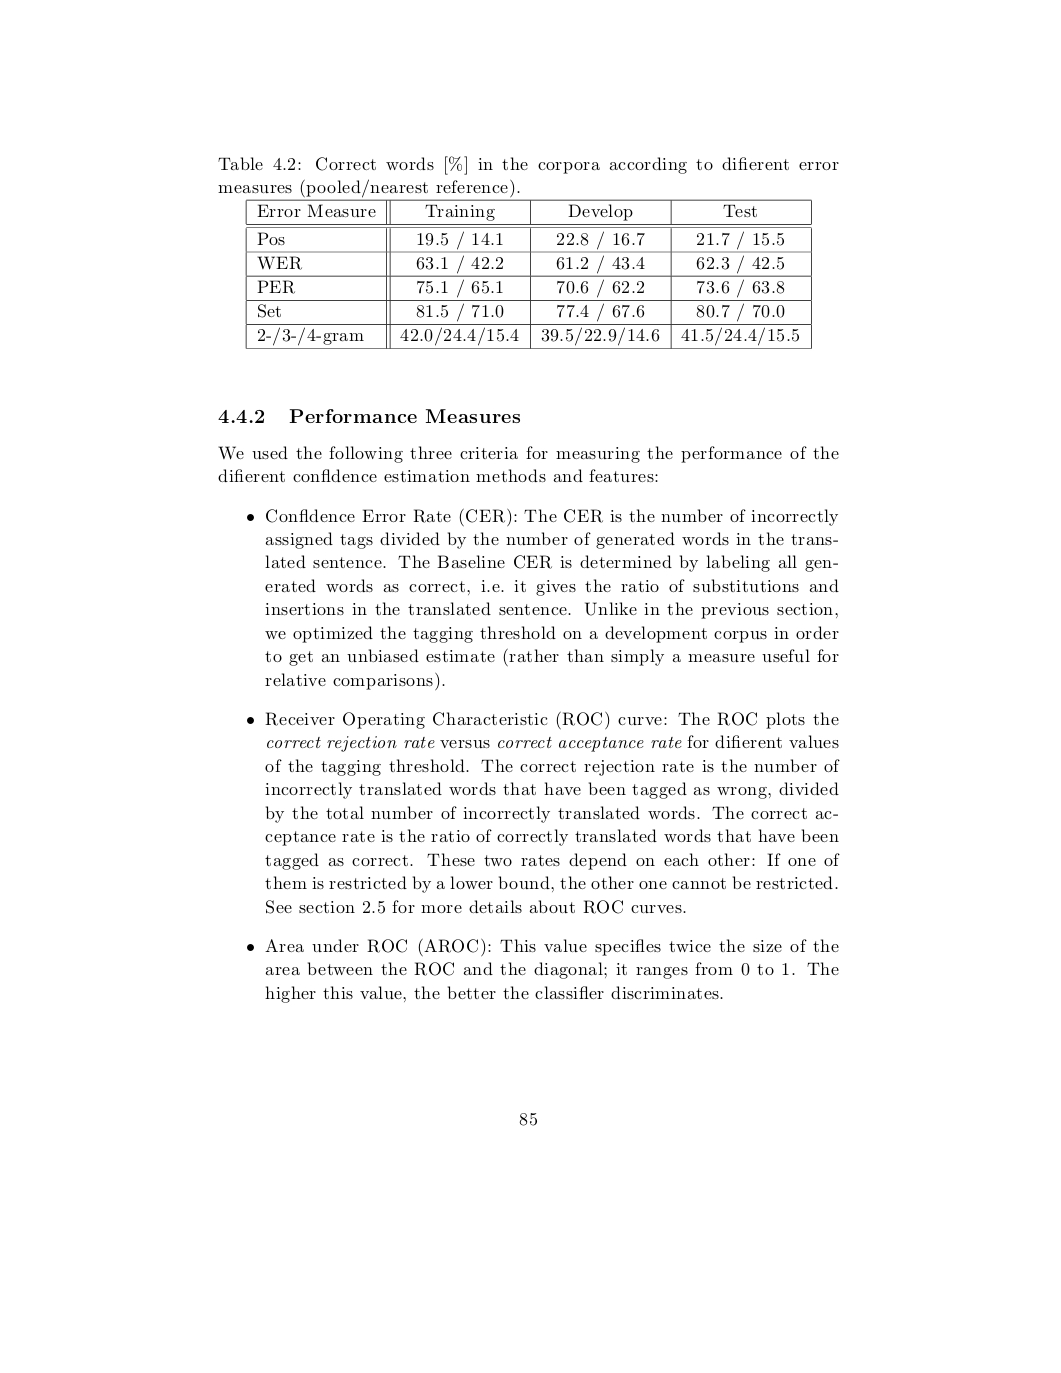 Table 4.2: Correct words [%] in the corpora according to different error
measures (pooled/nearest reference).
Error Measure Training Develop Test
Pos 19.5 / 14.1 22.8 / 16.7 21.7 / 15.5
WER 63.1 / 42.2 61.2 / 43.4 62.3 / 42.5
PER 75.1 / 65.1 70.6 / 62.2 73.6 / 63.8
Set 81.5 / 71.0 77.4 / 67.6 80.7 / 70.0
2-/3-/4-gram 42.0/24.4/15.4 39.5/22.9/14.6 41.5/24.4/15.5
4.4.2 Performance Measures
We used the following three criteria for measuring the performance of the
different confidence estimation methods and features:
• Confidence Error Rate (CER): The CER is the number of incorrectly
assigned tags divided by the number of generated words in the trans-
lated sentence. The Baseline CER is determined by labeling all gen-
erated words as correct, i.e. it gives the ratio of substitutions and
insertions in the translated sentence. Unlike in the previous section,
we optimized the tagging threshold on a development corpus in order
to get an unbiased estimate (rather than simply a measure useful for
relative comparisons).
• Receiver Operating Characteristic (ROC) curve: The ROC plots the
correct rejection rate versus correct acceptance rate for different values
of the tagging threshold. The correct rejection rate is the number of
incorrectly translated words that have been tagged as wrong, divided
by the total number of incorrectly translated words. The correct ac-
ceptance rate is the ratio of correctly translated words that have been
tagged as correct. These two rates depend on each other: If one of
them is restricted by a lower bound, the other one cannot be restricted.
See section 2.5 for more details about ROC curves.
• Area under ROC (AROC): This value specifies twice the size of the
area between the ROC and the diagonal; it ranges from 0 to 1. The
higher this value, the better the classifier discriminates.
85